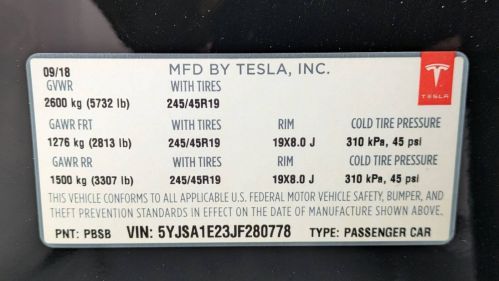 09/18 MFD BY TESLA, INC.
GVWR WITH TIRES
TESLA
2600 kg (5732 lb) 245/45R19
GAWR FRT WITH TIRES RIM COLD TIRE PRESSURE
1276 kg (2813 lb) 245/45R19 19X8.0 J 310 kPa, 45 psi
GAWR RR WITH TIRES RIM COLD TIRE PRESSURE
1500 kg (3307 lb) 245/45R19 19X8.0 J 310 kPa, 45 psi
THIS VEHICLE CONFORMS TO ALL APPLICABLE U.S. FEDERAL MOTOR VEHICLE SAFETY, BUMPER, AND
THEFT PREVENTION STANDARDS IN EFFECT ON THE DATE OF MANUFACTURE SHOWN ABOVE.
PNT: PBSB VIN: 5YJSA1E23JF280778 TYPE: PASSENGER CAR